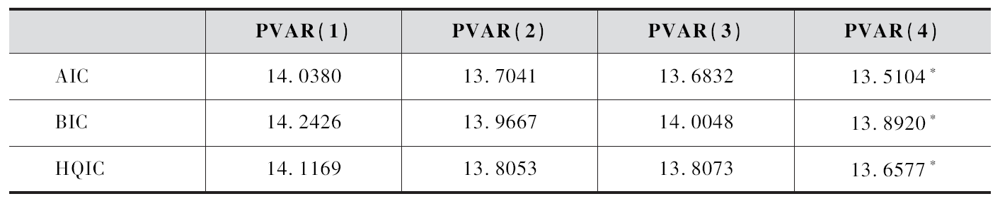 PVAR(1) PVAR(2) PVAR(3) PVAR(4)
AIC 14.0380 13.7041 13.6832 13.5104*
BIC 14.2426 13.9667 14.0048 13.8920*
HQIC 14.1169 13.8053 13.8073 13.6577*